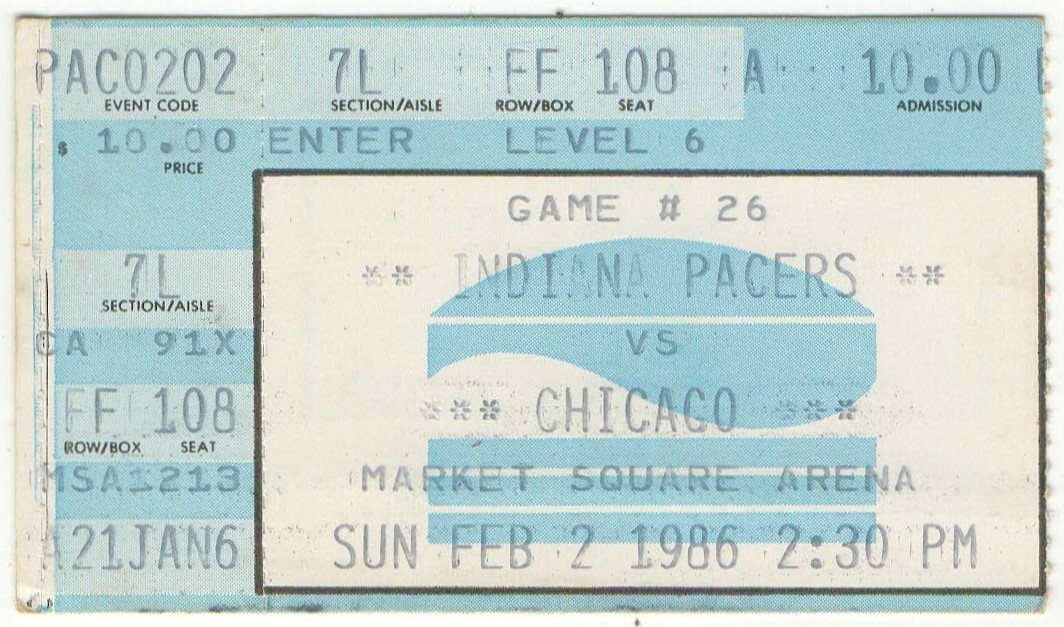 PAC0202 7L FF 108 A 10.00
EVENT CODE SECTION/AISLE ROW/BOX SEAT ADMISSION
$ 10.00 ENTER LEVEL 6
PRICE
GAME # 26
7L ** INDIANA PACERS **
SECTION/AISLE
CA 91X VS
FF 108 *** CHICAGO ***
ROW/BOX SEAT
MSA1213 MARKET SQUARE ARENA
A21JAN6 SUN FEB 2 1986 2:30 PM